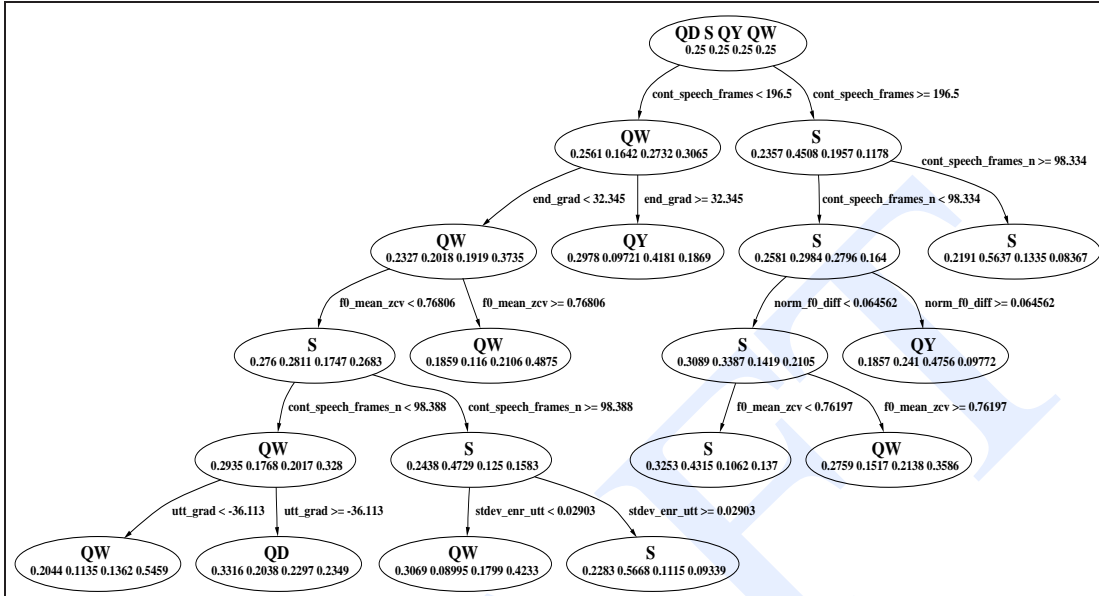 QD S QY QW
0.25 0.25 0.25 0.25
cont_speech_frames < 196.5
cont_speech_frames >= 196.5
QW
0.2561 0.1642 0.2732 0.3065
S
0.2357 0.4508 0.1957 0.1178
cont_speech_frames_n >= 98.334
end_grad < 32.345
end_grad >= 32.345
cont_speech_frames_n < 98.334
QW
0.2327 0.2018 0.1919 0.3735
QY
0.2978 0.09721 0.4181 0.1869
S
0.2581 0.2984 0.2796 0.164
S
0.2191 0.5637 0.1335 0.08367
f0_mean_zcv < 0.76806
f0_mean_zcv >= 0.76806
norm_f0_diff < 0.064562
norm_f0_diff >= 0.064562
S
0.276 0.2811 0.1747 0.2683
QW
0.1859 0.116 0.2106 0.4875
S
0.3089 0.3387 0.1419 0.2105
QY
0.1857 0.241 0.4756 0.09772
cont_speech_frames_n < 98.388
cont_speech_frames_n >= 98.388
f0_mean_zcv < 0.76197
f0_mean_zcv >= 0.76197
QW
0.2935 0.1768 0.2017 0.328
S
0.2438 0.4729 0.125 0.1583
S
0.3253 0.4315 0.1062 0.137
QW
0.2759 0.1517 0.2138 0.3586
utt_grad < -36.113
utt_grad >= -36.113
stdev_enr_utt < 0.02903
stdev_enr_utt >= 0.02903
QW
0.2044 0.1135 0.1362 0.5459
QD
0.3316 0.2038 0.2297 0.2349
QW
0.3069 0.08995 0.1799 0.4233
S
0.2283 0.5668 0.1115 0.09339